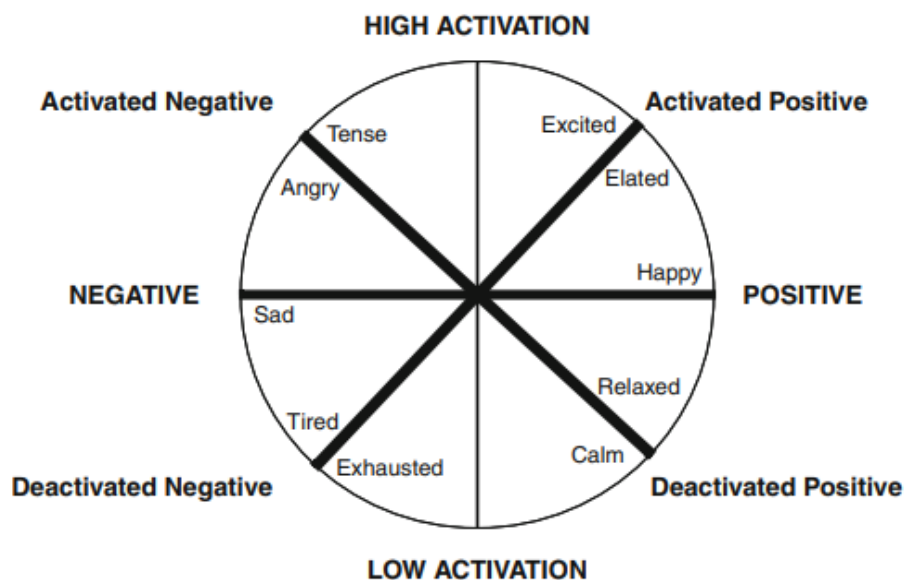 HIGH ACTIVATION
Activated Negative
Activated Positive
Tense
Excited
Angry
Elated
Happy
NEGATIVE
POSITIVE
Sad
Relaxed
Tired
Calm
Exhausted
Deactivated Negative
Deactivated Positive
LOW ACTIVATION